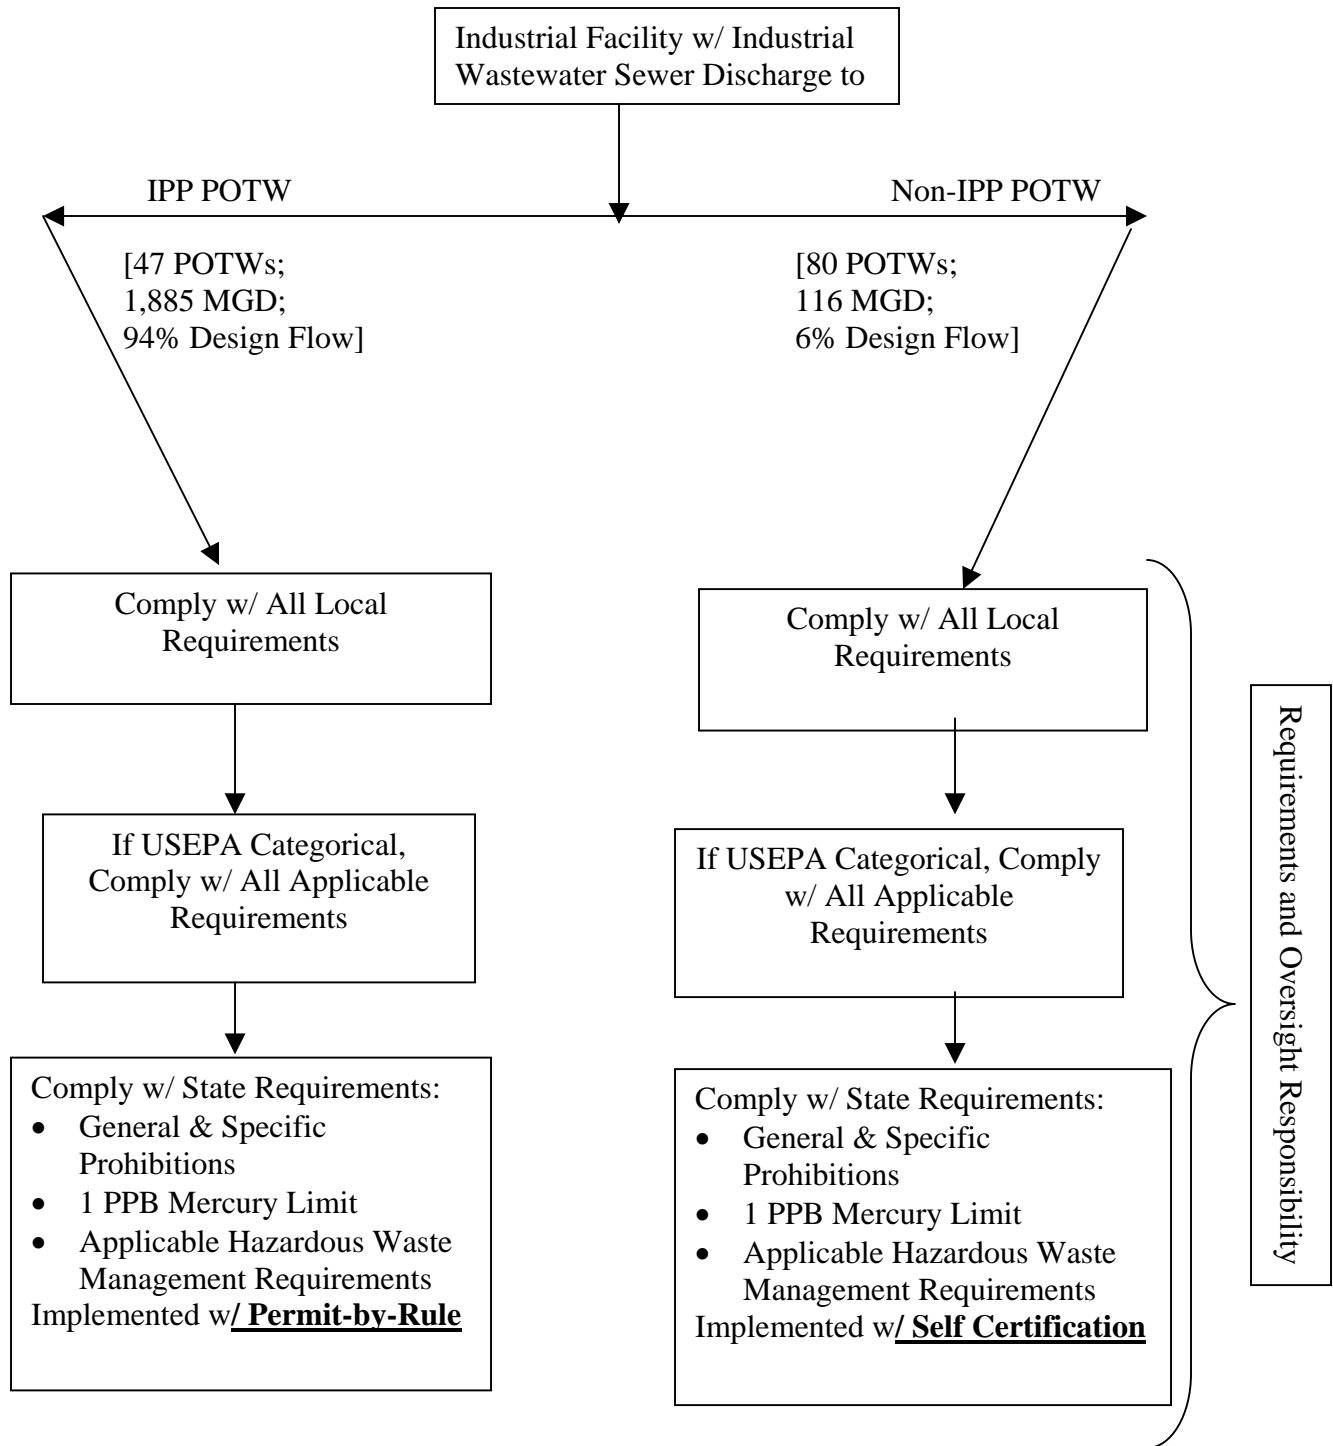 Industrial Facility w/ Industrial
Wastewater Sewer Discharge to
IPP POTW
Non-IPP POTW
[47 POTWs;
1,885 MGD;
94% Design Flow]
[80 POTWs;
116 MGD;
6% Design Flow]
Comply w/ All Local
Requirements
If USEPA Categorical,
Comply w/ All Applicable
Requirements
Comply w/ State Requirements:
• General & Specific
Prohibitions
• 1 PPB Mercury Limit
• Applicable Hazardous Waste
Management Requirements
Implemented w/ Permit-by-Rule
Comply w/ All Local
Requirements
If USEPA Categorical, Comply
w/ All Applicable
Requirements
Comply w/ State Requirements:
• General & Specific
Prohibitions
• 1 PPB Mercury Limit
• Applicable Hazardous Waste
Management Requirements
Implemented w/ Self Certification
Requirements and Oversight Responsibility